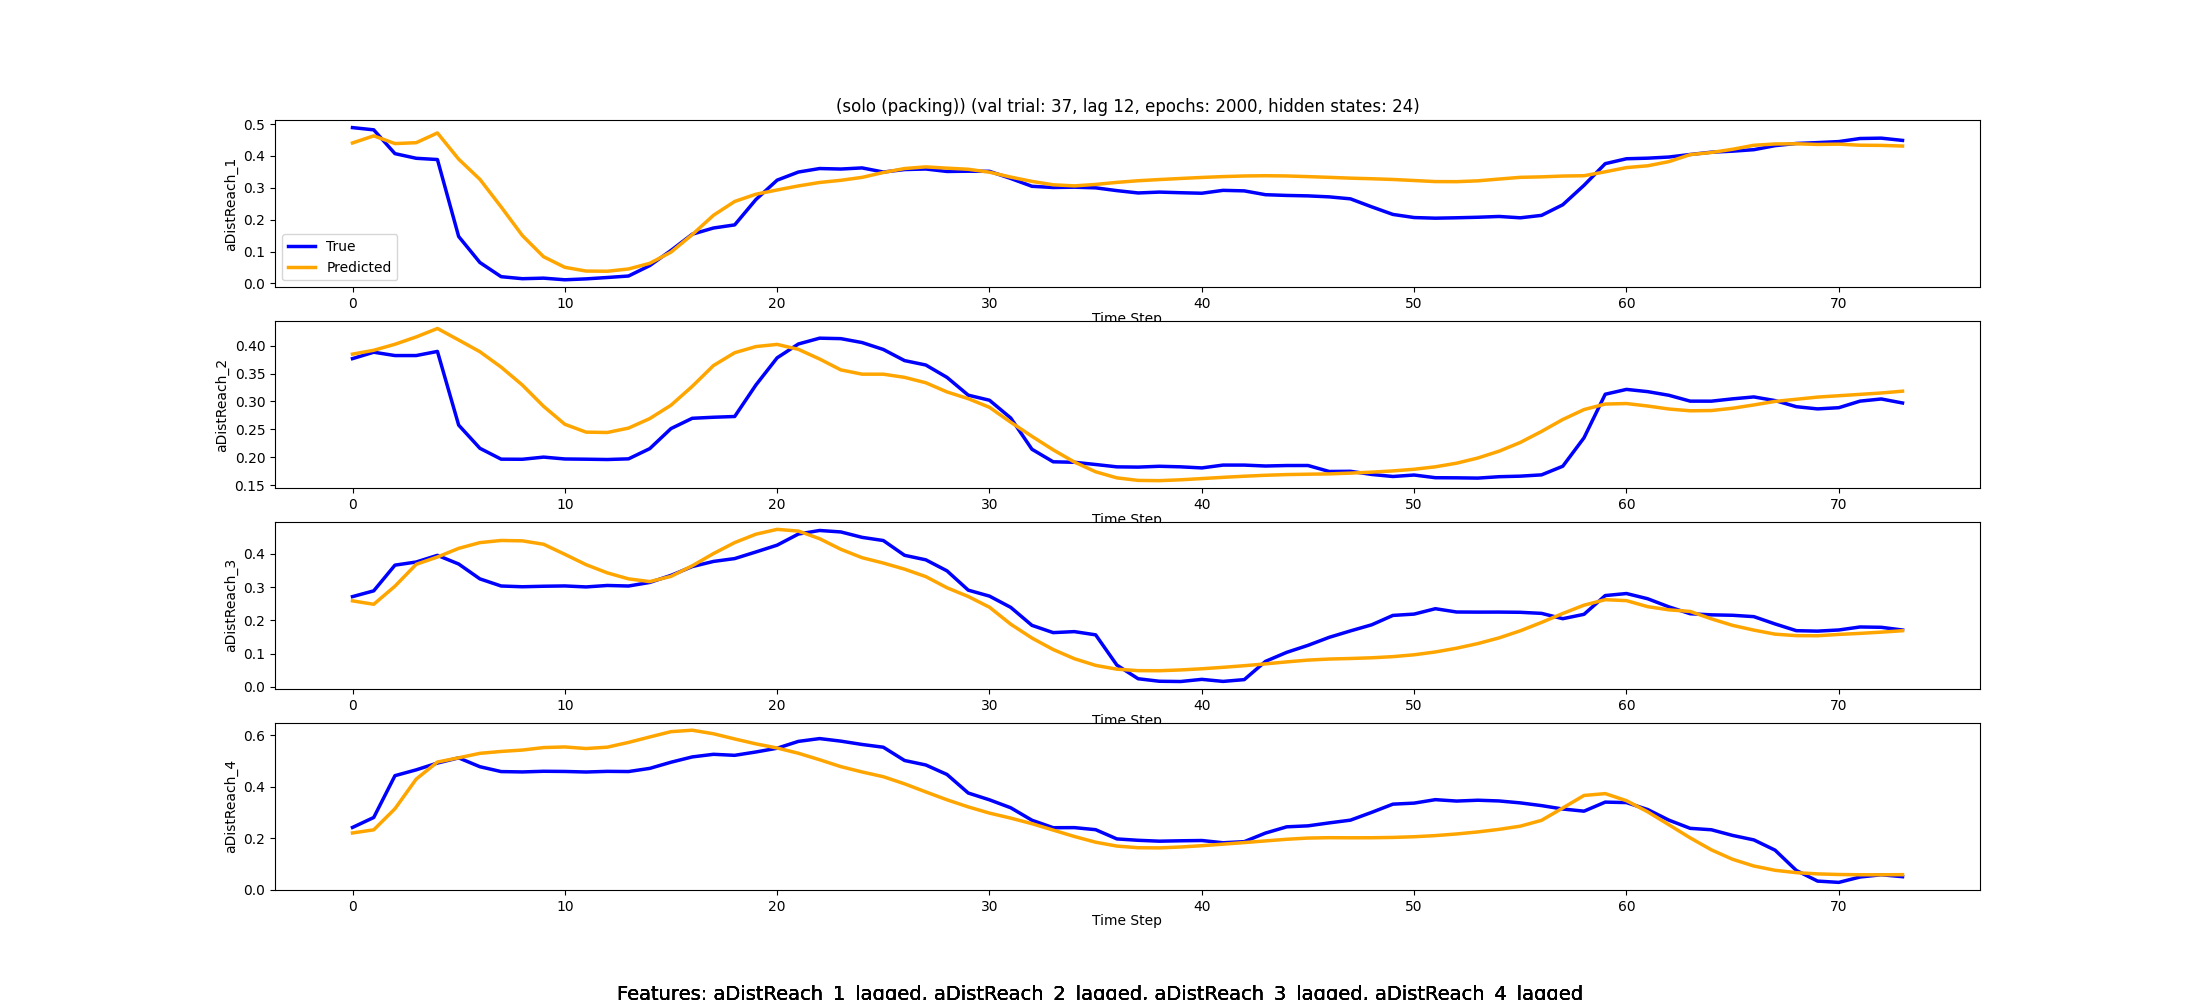 (solo (packing)) (val trial: 37, lag 12, epochs: 2000, hidden states: 24)
0.5
0.4
0.3
0.2
0.1
0.0
aDistReach_1
True
Predicted
0 10 20 30 40 50 60 70
Time Step
0.40
0.35
0.30
0.25
0.20
0.15
aDistReach_2
0 10 20 30 40 50 60 70
Time Step
0.4
0.3
0.2
0.1
0.0
aDistReach_3
0 10 20 30 40 50 60 70
Time Step
0.6
0.4
0.2
0.0
aDistReach_4
0 10 20 30 40 50 60 70
Time Step
Features: aDistReach_1_lagged, aDistReach_2_lagged, aDistReach_3_lagged, aDistReach_4_lagged